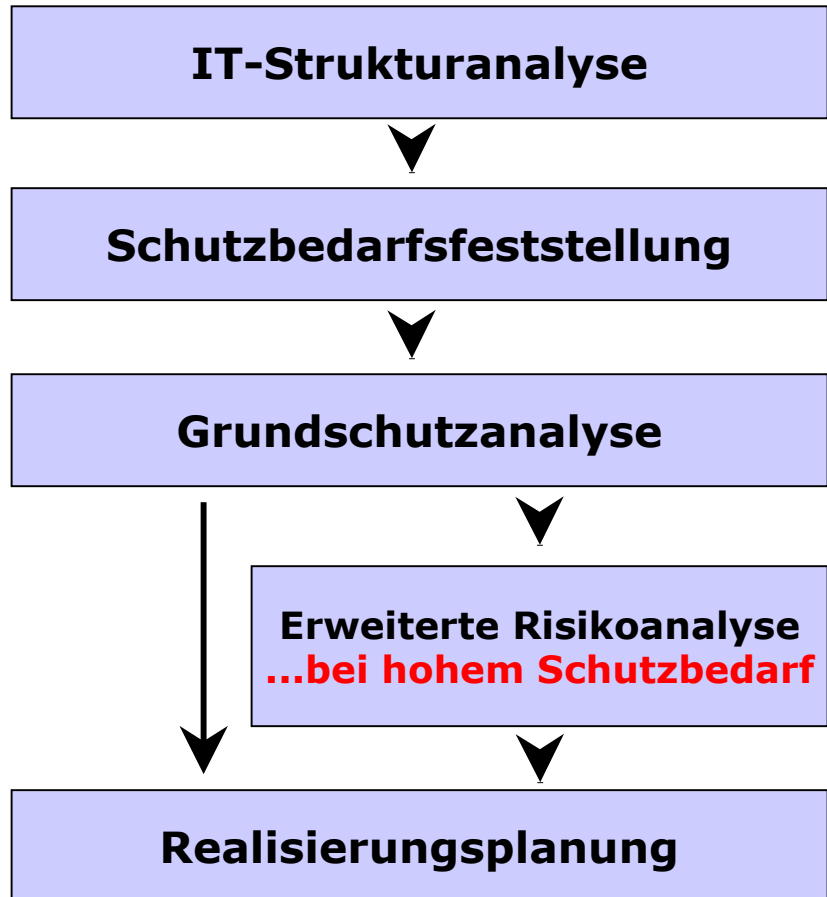 IT-Strukturanalyse
Schutzbedarfsfeststellung
Grundschutzanalyse
Erweiterte Risikoanalyse
...bei hohem Schutzbedarf
Realisierungsplanung